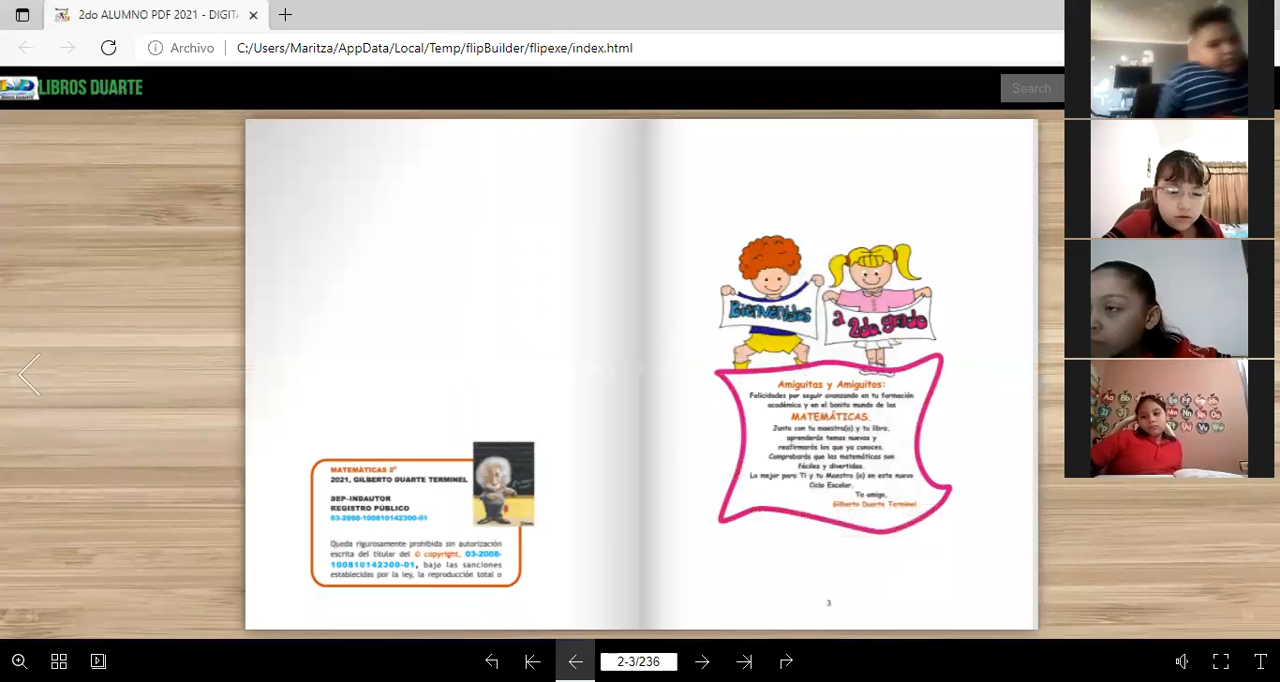 2do ALUMNO PDF 2021 - DIGITA
Archivo
C:/Users/Maritza/AppData/Local/Temp/flipBuilder/flipexe/index.html
LIBROS DUARTE
Search
MATEMÁTICAS 2°
2021, GILBERTO DUARTE TERMINEL
SEP-INDAUTOR
REGISTRO PÚBLICO
03-2008-100810142300-01
Queda rigurosamente prohibida sin autorización
escrita del titular del © copyright, 03-2008-
100810142300-01, bajo las sanciones
establecidas por la ley, la reproducción total o
Bienvenidos
a 2do grado
Amiguitas y Amiguitos:
Felicidades por seguir avanzando en tu formación
académica y en el bonito mundo de las
MATEMÁTICAS.
Junto con tu maestra(o) y tu libro,
aprenderás temas nuevos y
reafirmarás los que ya conoces.
Comprobarás que las matemáticas son
fáciles y divertidas.
Lo mejor para Ti y tu Maestra (o) en este nuevo
Ciclo Escolar.
Tu amigo,
Gilberto Duarte Terminel
3
2-3/236